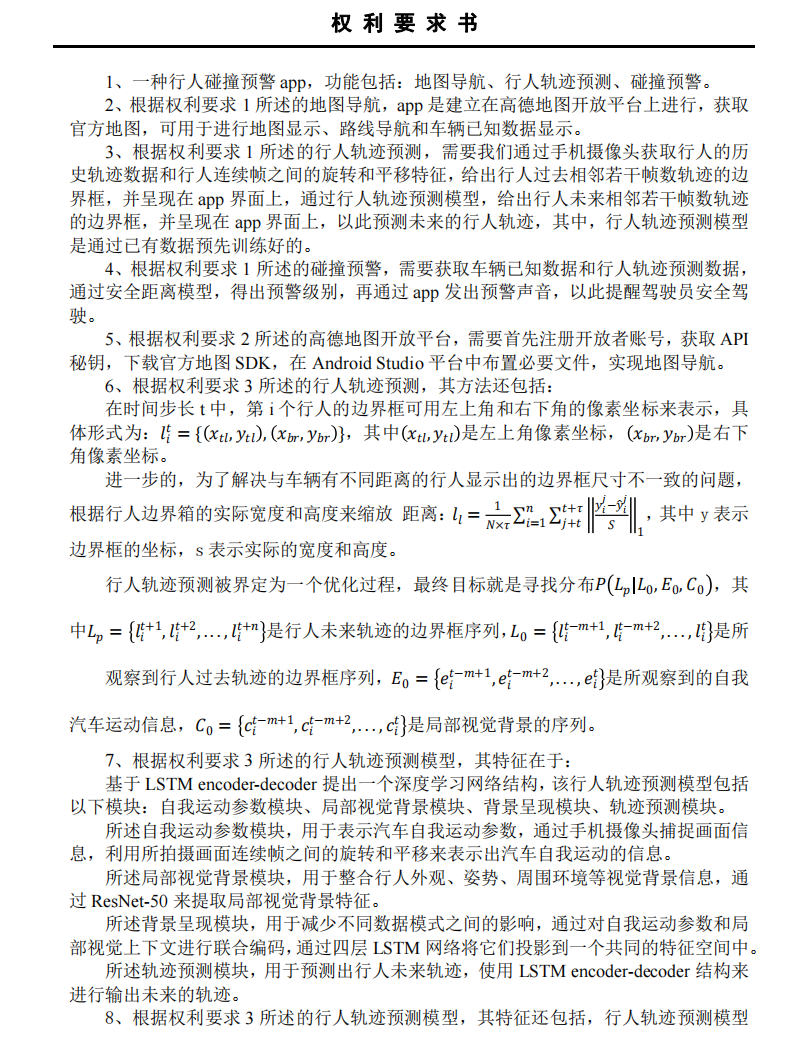 权利要求书
1、一种行人碰撞预警 app，功能包括：地图导航、行人轨迹预测、碰撞预警。
2、根据权利要求 1 所述的地图导航，app 是建立在高德地图开放平台上进行，获取
官方地图，可用于进行地图显示、路线导航和车辆已知数据显示。
3、根据权利要求 1 所述的行人轨迹预测，需要我们通过手机摄像头获取行人的历
史轨迹数据和行人连续帧之间的旋转和平移特征，给出行人过去相邻若干帧数轨迹的边
界框，并呈现在 app 界面上，通过行人轨迹预测模型，给出行人未来相邻若干帧数轨迹
的边界框，并呈现在 app 界面上，以此预测未来的行人轨迹，其中，行人轨迹预测模型
是通过已有数据预先训练好的。
4、根据权利要求 1 所述的碰撞预警，需要获取车辆已知数据和行人轨迹预测数据，
通过安全距离模型，得出预警级别，再通过 app 发出预警声音，以此提醒驾驶员安全驾
驶。
5、根据权利要求 2 所述的高德地图开放平台，需要首先注册开放者账号，获取 API
秘钥，下载官方地图 SDK，在 Android Studio 平台中布置必要文件，实现地图导航。
6、根据权利要求 3 所述的行人轨迹预测，其方法还包括：
在时间步长 t 中，第 i 个行人的边界框可用左上角和右下角的像素坐标来表示，具
体形式为：$l_i^t = \{(x_{tl}, y_{tl}), (x_{br}, y_{br})\}$，其中$(x_{tl}, y_{tl})$是左上角像素坐标，$(x_{br}, y_{br})$是右下
角像素坐标。
进一步的，为了解决与车辆有不同距离的行人显示出的边界框尺寸不一致的问题，
根据行人边界箱的实际宽度和高度来缩放 距离：$l_l = \frac{1}{N \times \tau} \sum_{i=1}^{n} \sum_{j+t}^{t+\tau} \left\| \frac{y_i^j - \hat{y}_i^j}{S} \right\|_1$，其中 y 表示
边界框的坐标，s 表示实际的宽度和高度。
行人轨迹预测被界定为一个优化过程，最终目标就是寻找分布$P(L_p | L_0, E_0, C_0)$，其
中$L_p = \{l_i^{t+1}, l_i^{t+2}, ..., l_i^{t+n}\}$是行人未来轨迹的边界框序列，$L_0 = \{l_i^{t-m+1}, l_i^{t-m+2}, ..., l_i^t\}$是所
观察到行人过去轨迹的边界框序列，$E_0 = \{e_i^{t-m+1}, e_i^{t-m+2}, ..., e_i^t\}$是所观察到的自我
汽车运动信息，$C_0 = \{c_i^{t-m+1}, c_i^{t-m+2}, ..., c_i^t\}$是局部视觉背景的序列。
7、根据权利要求 3 所述的行人轨迹预测模型，其特征在于：
基于 LSTM encoder-decoder 提出一个深度学习网络结构，该行人轨迹预测模型包括
以下模块：自我运动参数模块、局部视觉背景模块、背景呈现模块、轨迹预测模块。
所述自我运动参数模块，用于表示汽车自我运动参数，通过手机摄像头捕捉画面信
息，利用所拍摄画面连续帧之间的旋转和平移来表示出汽车自我运动的信息。
所述局部视觉背景模块，用于整合行人外观、姿势、周围环境等视觉背景信息，通
过 ResNet-50 来提取局部视觉背景特征。
所述背景呈现模块，用于减少不同数据模式之间的影响，通过对自我运动参数和局
部视觉上下文进行联合编码，通过四层 LSTM 网络将它们投影到一个共同的特征空间中。
所述轨迹预测模块，用于预测出行人未来轨迹，使用 LSTM encoder-decoder 结构来
进行输出未来的轨迹。
8、根据权利要求 3 所述的行人轨迹预测模型，其特征还包括，行人轨迹预测模型